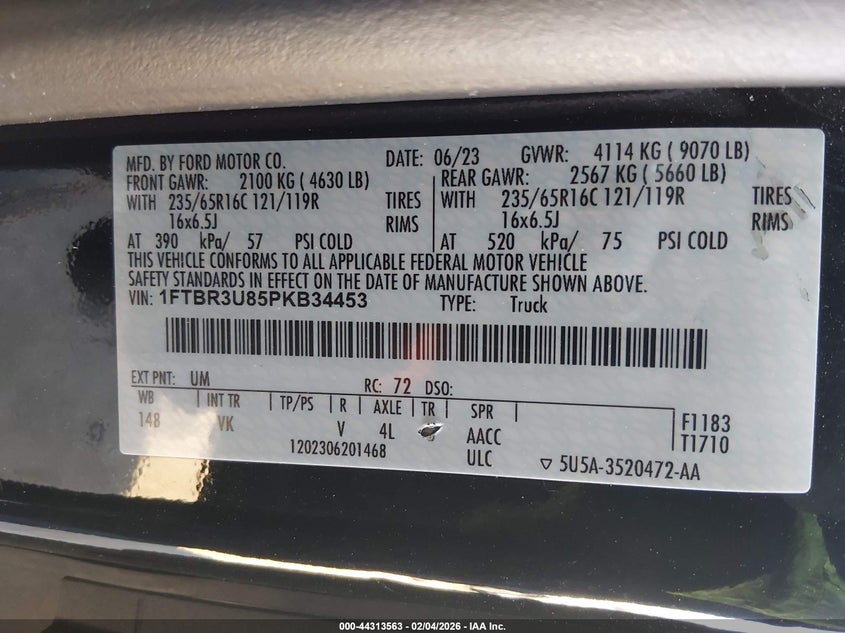 MFD. BY FORD MOTOR CO. DATE: 06/23 GVWR: 4114 KG ( 9070 LB)
FRONT GAWR: 2100 KG ( 4630 LB) REAR GAWR: 2567 KG ( 5660 LB)
WITH 235/65R16C 121/119R TIRES WITH 235/65R16C 121/119R TIRES
16x6.5J RIMS 16x6.5J RIMS
AT 390 kPa/ 57 PSI COLD AT 520 kPa/ 75 PSI COLD
THIS VEHICLE CONFORMS TO ALL APPLICABLE FEDERAL MOTOR VEHICLE
SAFETY STANDARDS IN EFFECT ON THE DATE OF MANUFACTURE SHOWN ABOVE.
VIN: 1FTBR3U85PKB34453 TYPE: Truck
EXT PNT: UM RC: 72 DSO:
WB INT TR TP/PS R AXLE TR SPR
148 VK V 4L AACC F1183
1202306201468 ULC 5U5A-3520472-AA T1710
000-44313563 - 02/04/2026 - IAA Inc.